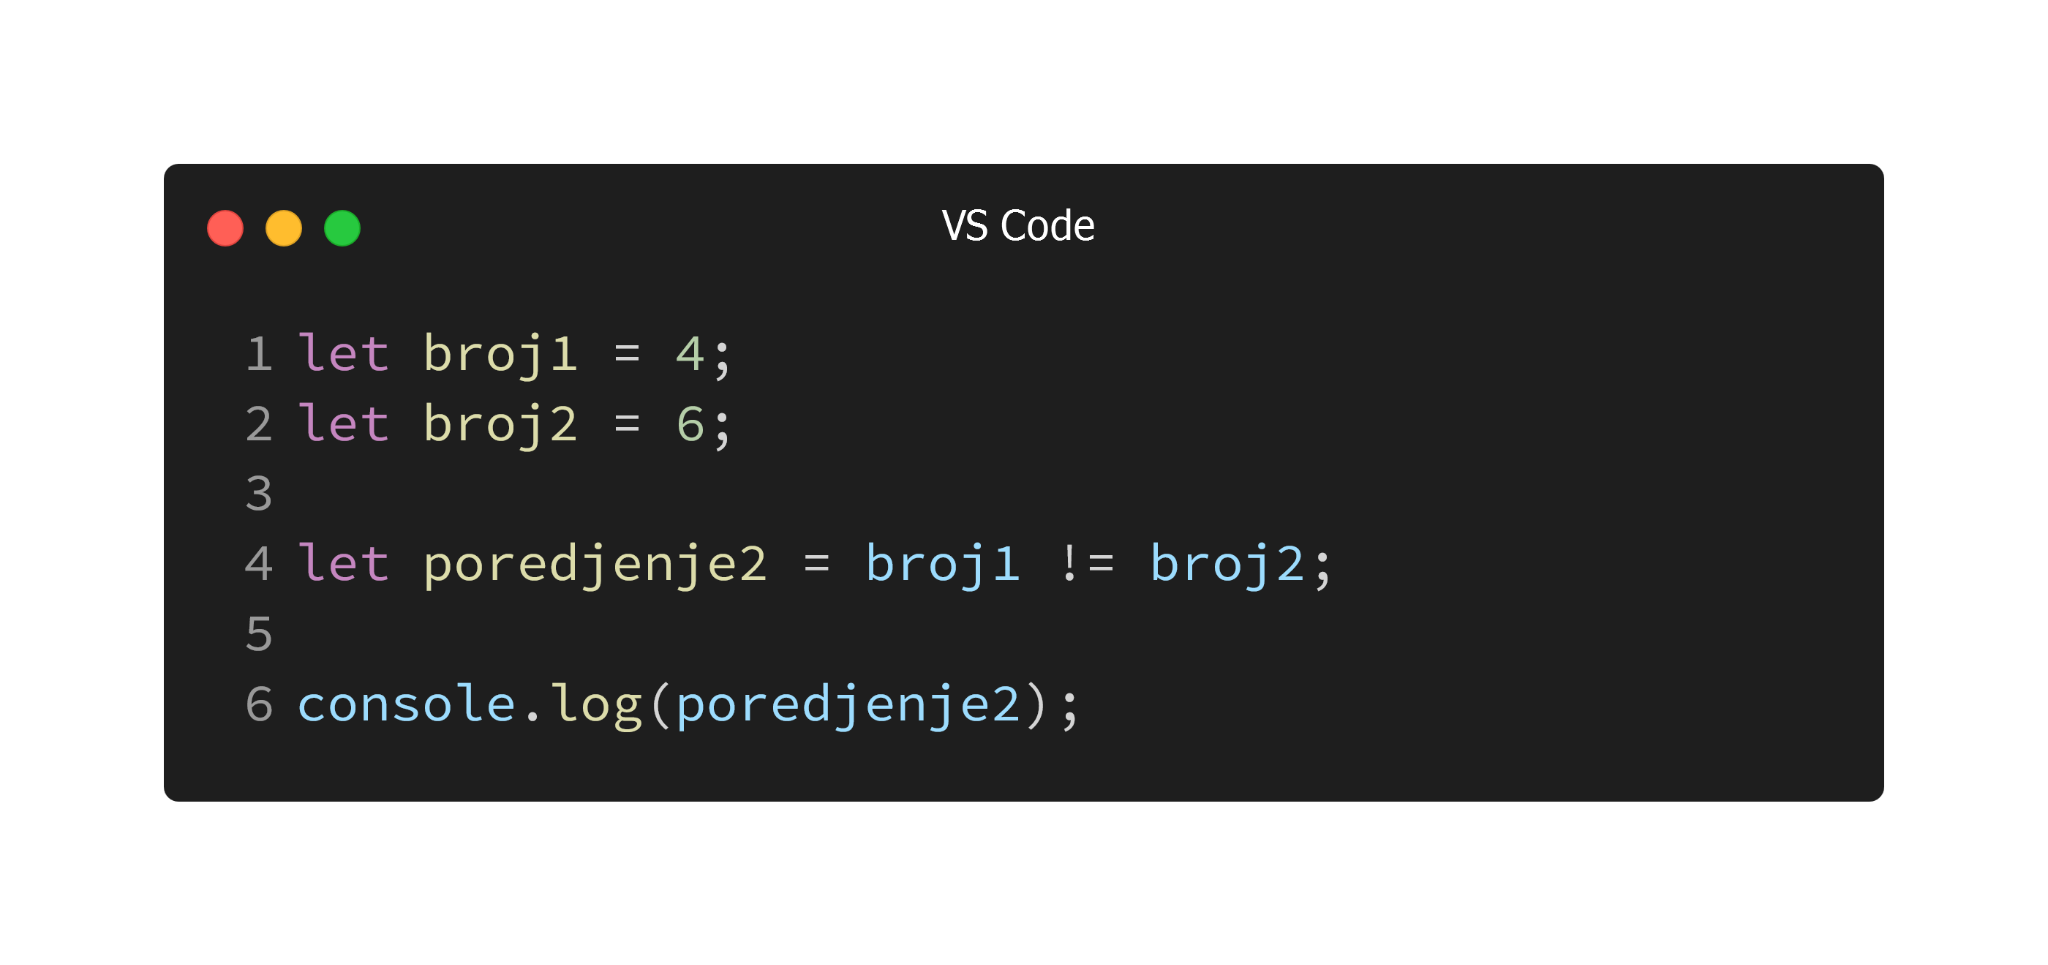 VS Code
1 let broj1 = 4;
2 let broj2 = 6;
3
4 let poredjenje2 = broj1 != broj2;
5
6 console.log(poredjenje2);